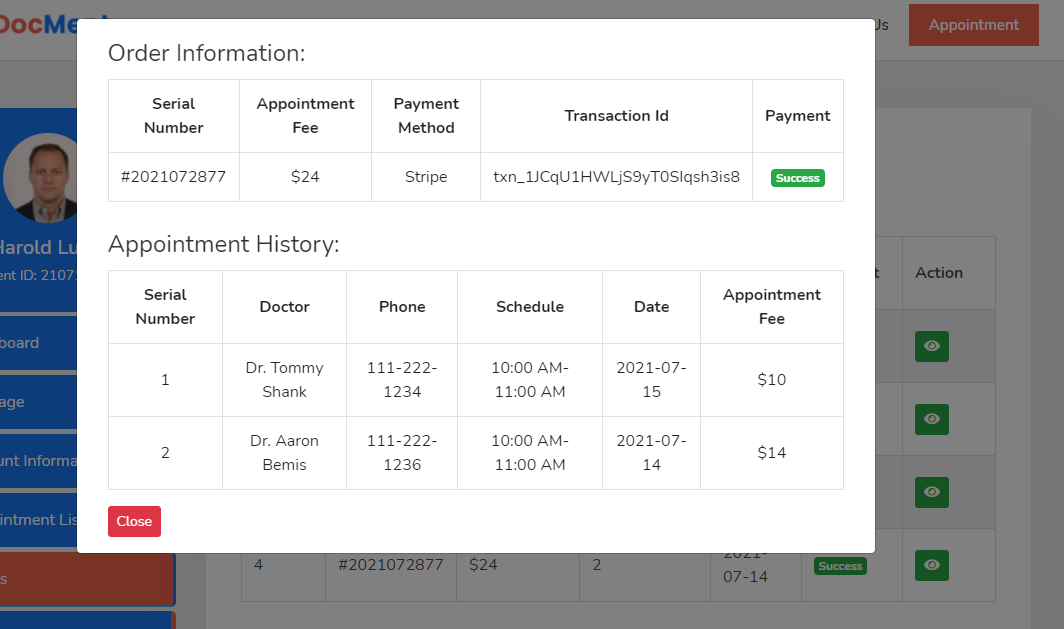 DocMent
Us
Appointment
Order Information:
Serial Number
Appointment Fee
Payment Method
Transaction Id
Payment
#2021072877
$24
Stripe
txn_1JCqU1HWLjS9yT0SIqsh3is8
Success
Harold Lu
ent ID: 2107
board
age
unt Informa
intment Lis
s
Appointment History:
Serial Number
Doctor
Phone
Schedule
Date
Appointment Fee
1
Dr. Tommy Shank
111-222-1234
10:00 AM-11:00 AM
2021-07-15
$10
2
Dr. Aaron Bemis
111-222-1236
10:00 AM-11:00 AM
2021-07-14
$14
Close
t
Action
4
#2021072877
$24
2
2021-07-14
Success